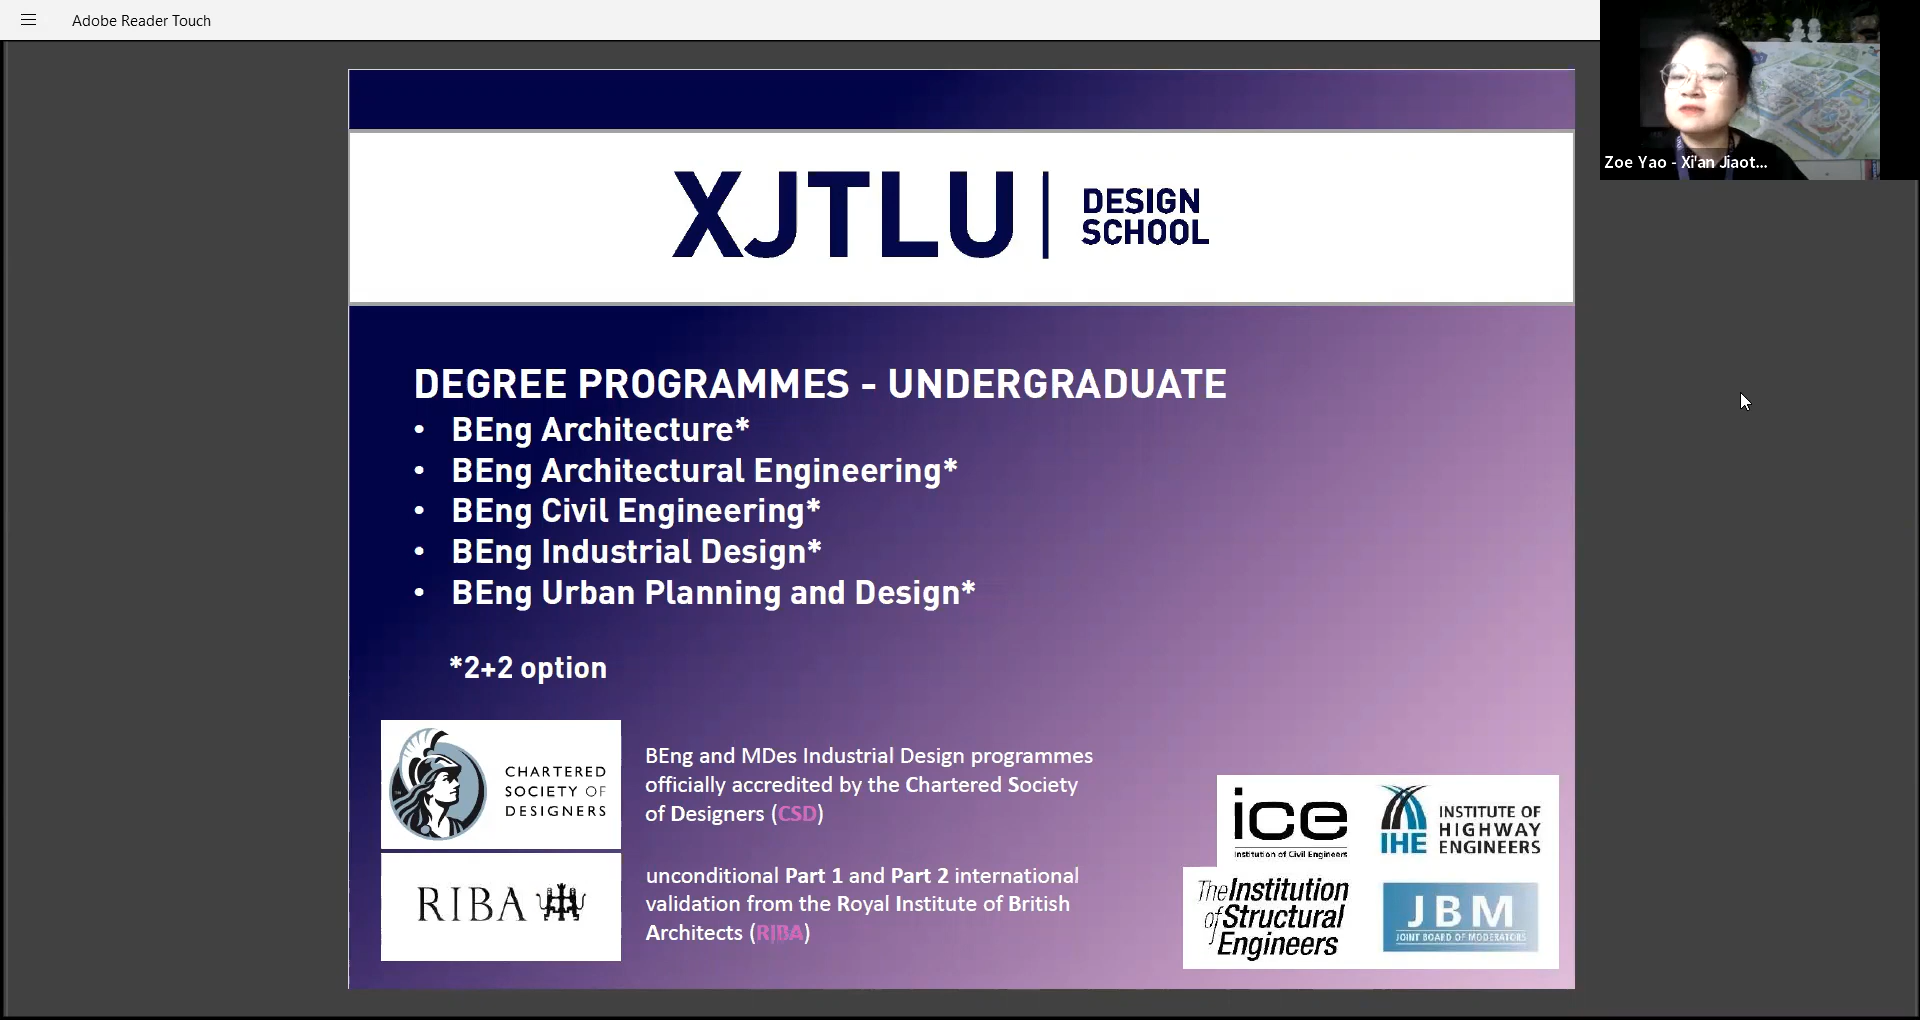 Adobe Reader Touch
Zoe Yao - Xi'an Jiaot...
XJTLU
DESIGN
SCHOOL
DEGREE PROGRAMMES - UNDERGRADUATE
• BEng Architecture*
• BEng Architectural Engineering*
• BEng Civil Engineering*
• BEng Industrial Design*
• BEng Urban Planning and Design*
*2+2 option
CHARTERED
SOCIETY OF
DESIGNERS
BEng and MDes Industrial Design programmes
officially accredited by the Chartered Society
of Designers (CSD)
RIBA
unconditional Part 1 and Part 2 international
validation from the Royal Institute of British
Architects (RIBA)
ice
Institution of Civil Engineers
IHE
INSTITUTE OF
HIGHWAY
ENGINEERS
The Institution
of Structural
Engineers
JBM
JOINT BOARD OF MODERATORS